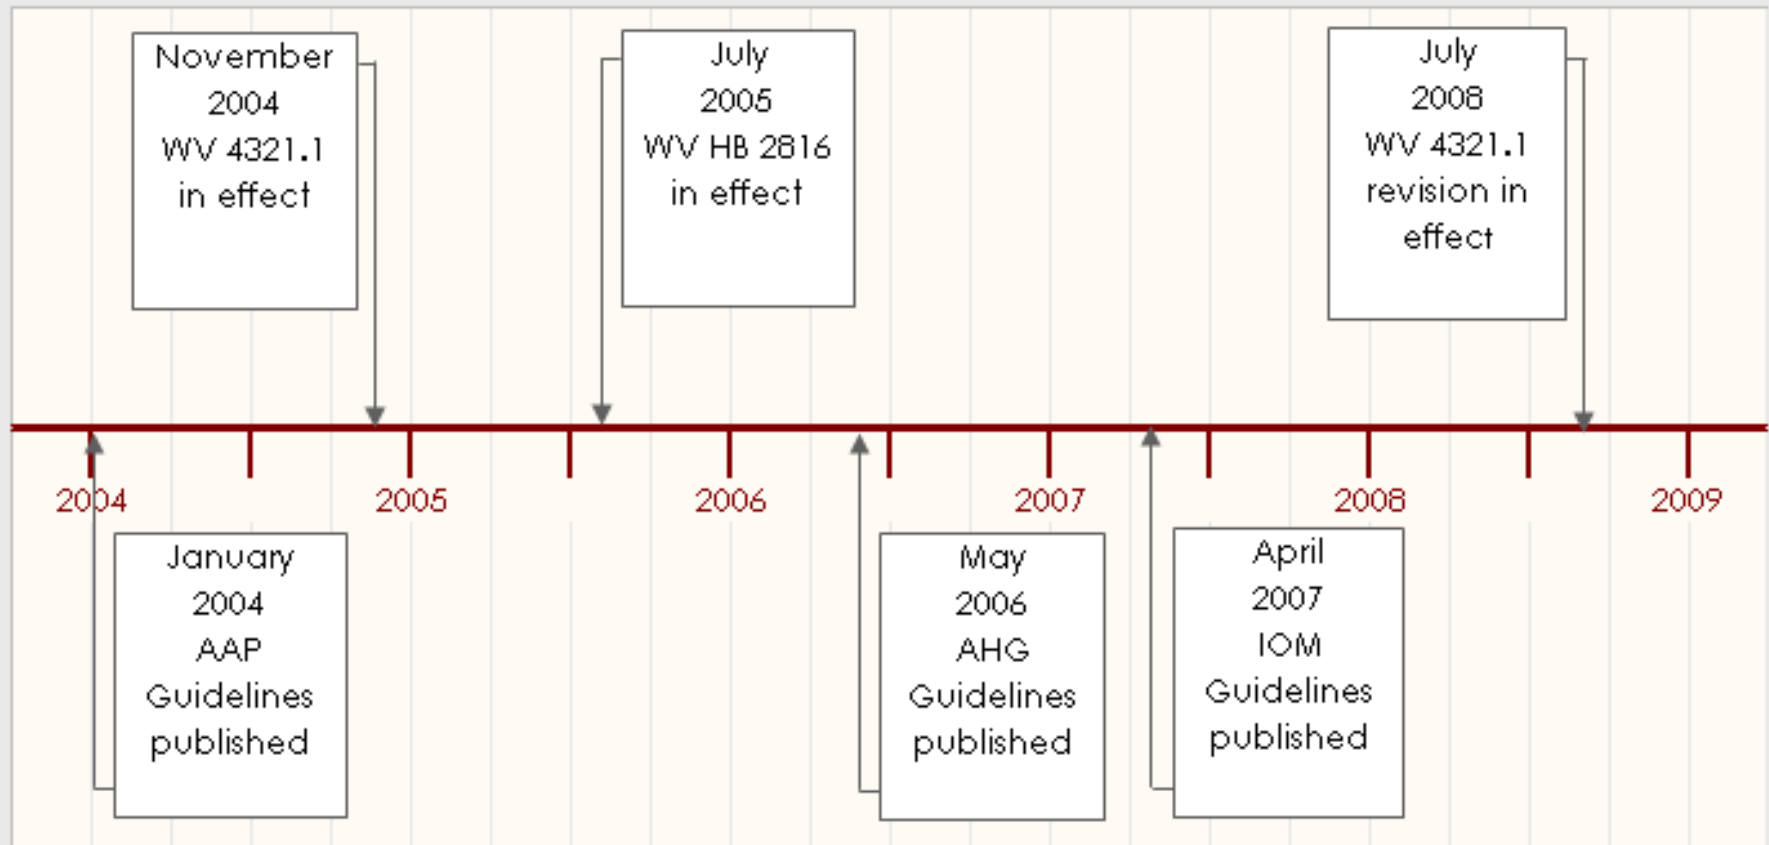 November
2004
WV 4321.1
in effect
July
2005
WV HB 2816
in effect
July
2008
WV 4321.1
revision in
effect
2004
2005
2006
2007
2008
2009
January
2004
AAP
Guidelines
published
May
2006
AHG
Guidelines
published
April
2007
IOM
Guidelines
published